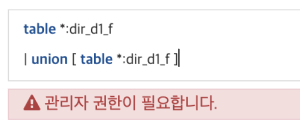 table *:dir_d1_f
| union [ table *:dir_d1_f ]
관리자 권한이 필요합니다.